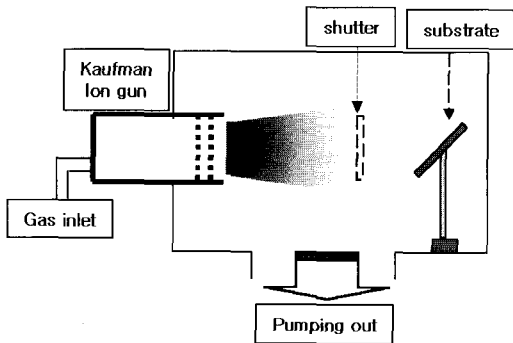 shutter
substrate
Kaufman
Ion gun
Gas inlet
Pumping out